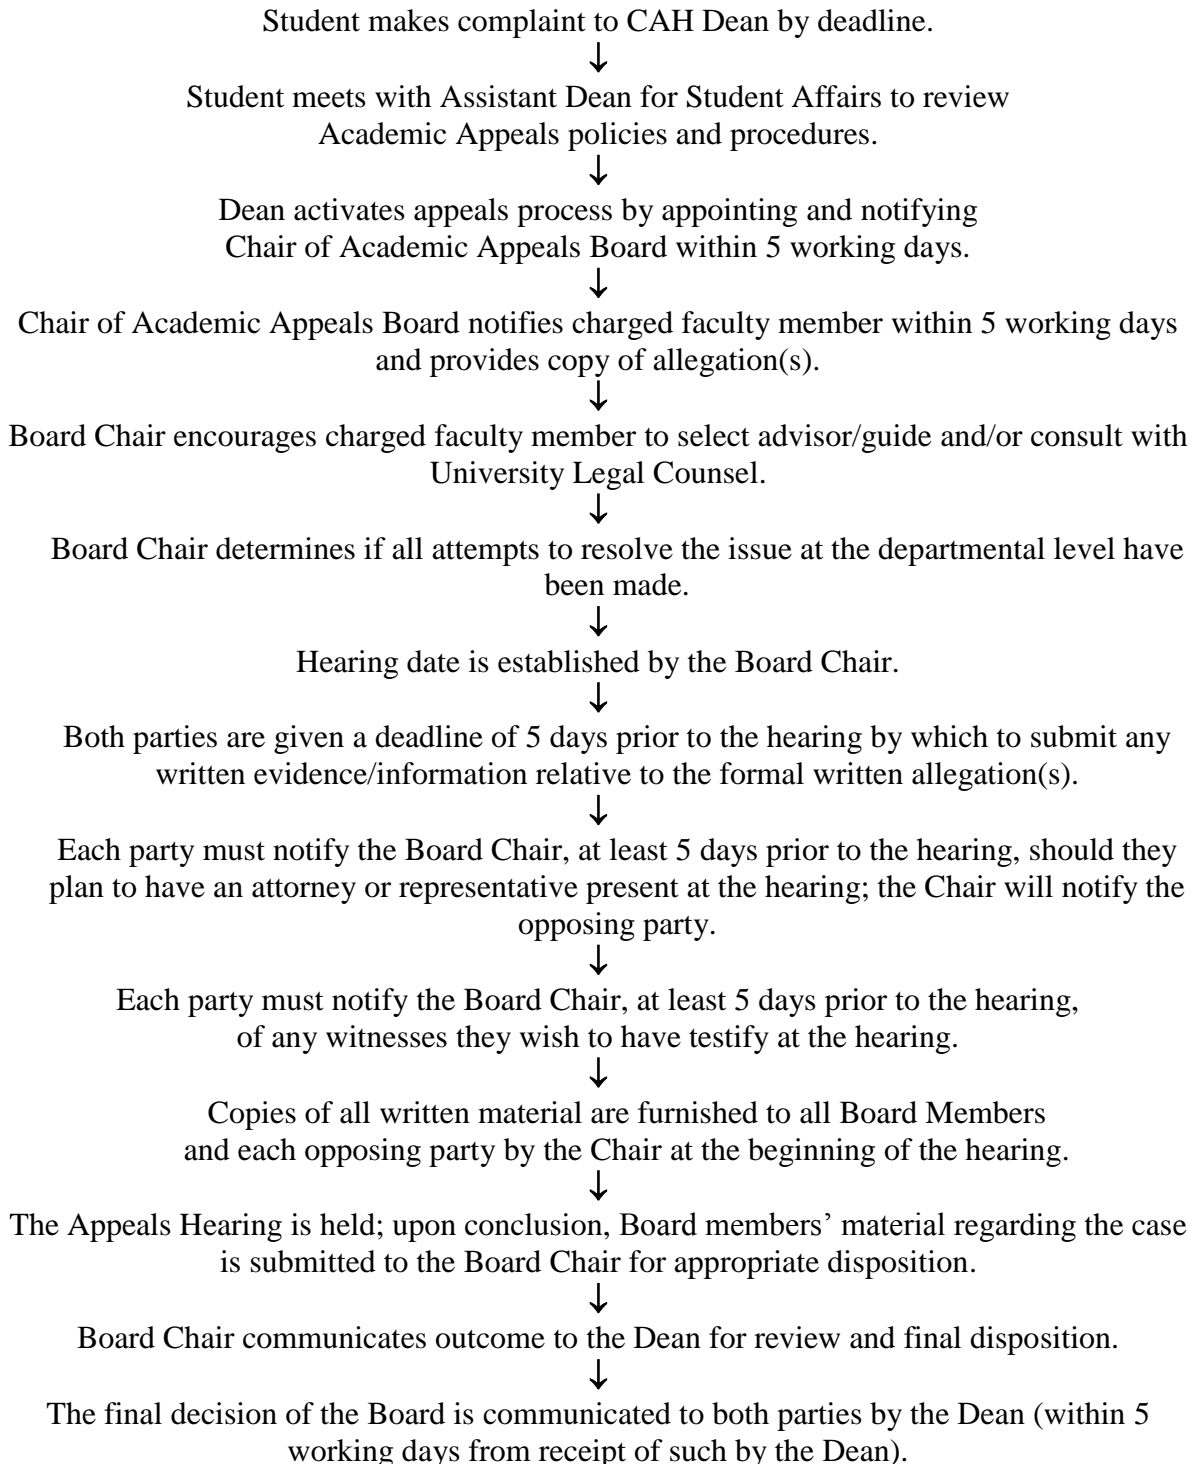 Student makes complaint to CAH Dean by deadline.
↓
Student meets with Assistant Dean for Student Affairs to review
Academic Appeals policies and procedures.
↓
Dean activates appeals process by appointing and notifying
Chair of Academic Appeals Board within 5 working days.
↓
Chair of Academic Appeals Board notifies charged faculty member within 5 working days
and provides copy of allegation(s).
↓
Board Chair encourages charged faculty member to select advisor/guide and/or consult with
University Legal Counsel.
↓
Board Chair determines if all attempts to resolve the issue at the departmental level have
been made.
↓
Hearing date is established by the Board Chair.
↓
Both parties are given a deadline of 5 days prior to the hearing by which to submit any
written evidence/information relative to the formal written allegation(s).
↓
Each party must notify the Board Chair, at least 5 days prior to the hearing, should they
plan to have an attorney or representative present at the hearing; the Chair will notify the
opposing party.
↓
Each party must notify the Board Chair, at least 5 days prior to the hearing,
of any witnesses they wish to have testify at the hearing.
↓
Copies of all written material are furnished to all Board Members
and each opposing party by the Chair at the beginning of the hearing.
↓
The Appeals Hearing is held; upon conclusion, Board members’ material regarding the case
is submitted to the Board Chair for appropriate disposition.
↓
Board Chair communicates outcome to the Dean for review and final disposition.
↓
The final decision of the Board is communicated to both parties by the Dean (within 5
working days from receipt of such by the Dean).